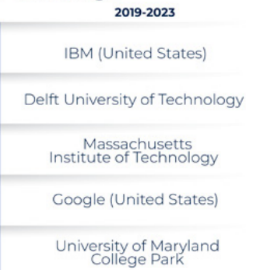 2019-2023
IBM (United States)
Delft University of Technology
Massachusetts
Institute of Technology
Google (United States)
University of Maryland
College Park